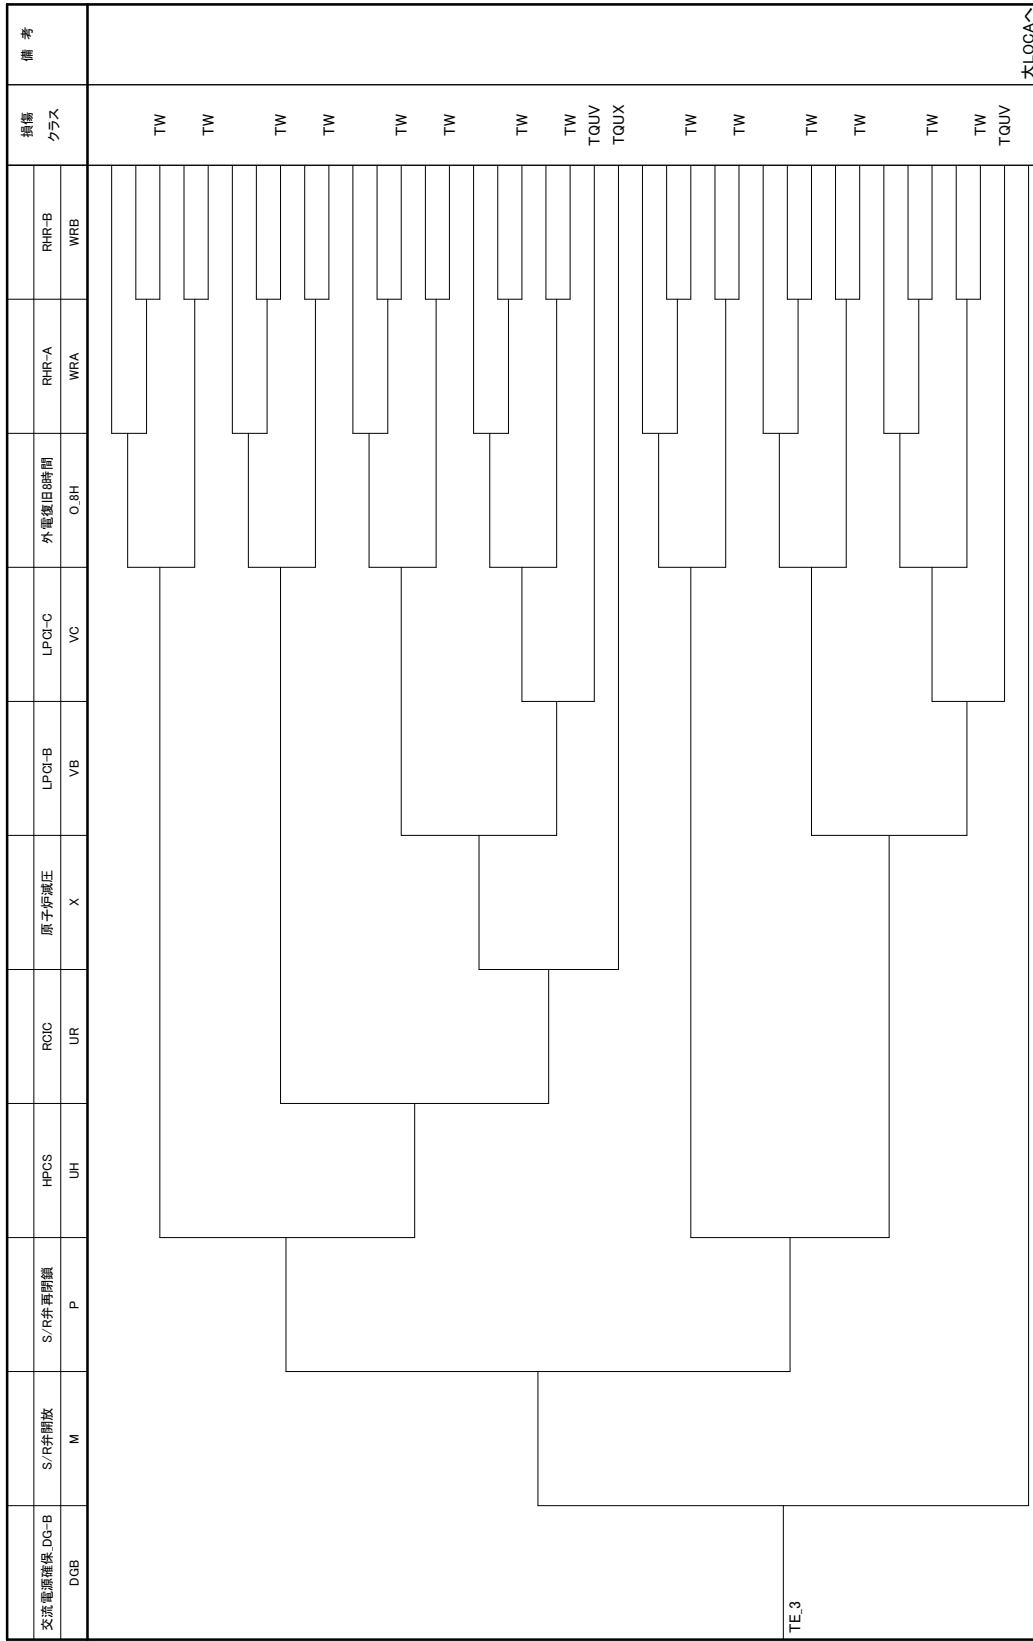 交流電源確保_DG-B
S/R弁開放
S/R弁再閉鎖
HPCS
RCIC
原子炉減圧
LPCI-B
LPCI-C
外電復旧8時間
RHR-A
RHR-B
損傷
クラス
備 考
DGB
M
P
UH
UR
X
VB
VC
O_8H
WRA
WRB
TW
TW
TW
TW
TW
TW
TW
TW
TQUV
TQUX
TW
TW
TW
TW
TW
TW
TQUV
大LOCAへ
TE_3